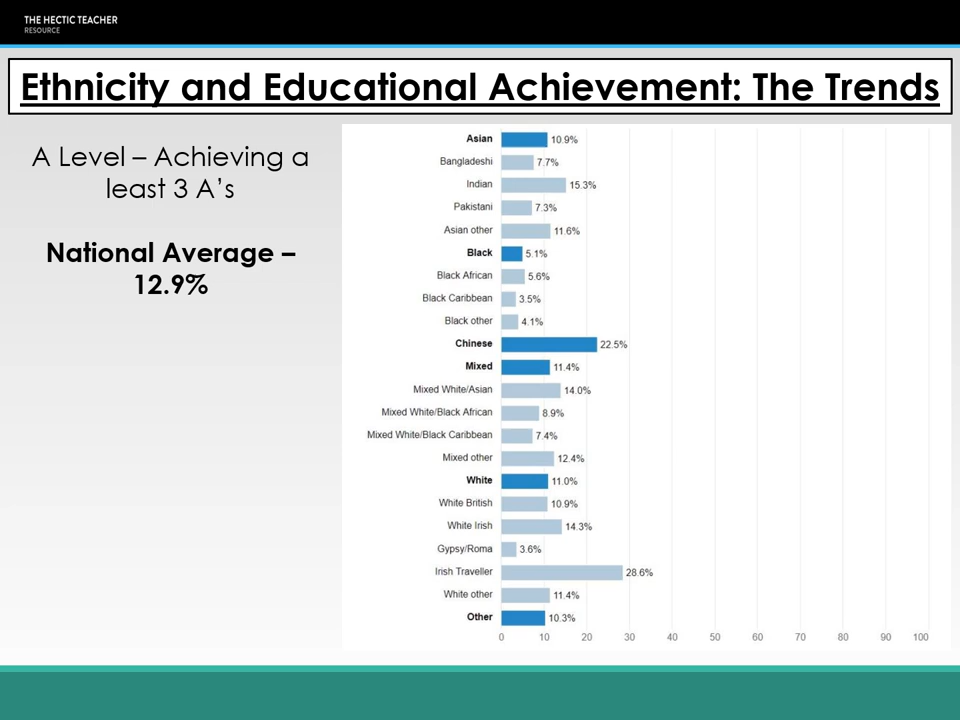 THE HECTIC TEACHER
RESOURCE
Ethnicity and Educational Achievement: The Trends
A Level – Achieving a
least 3 A’s
National Average –
12.9%
Asian 10.9%
Bangladeshi 7.7%
Indian 15.3%
Pakistani 7.3%
Asian other 11.6%
Black 5.1%
Black African 5.6%
Black Caribbean 3.5%
Black other 4.1%
Chinese 22.5%
Mixed 11.4%
Mixed White/Asian 14.0%
Mixed White/Black African 8.9%
Mixed White/Black Caribbean 7.4%
Mixed other 12.4%
White 11.0%
White British 10.9%
White Irish 14.3%
Gypsy/Roma 3.6%
Irish Traveller 28.6%
White other 11.4%
Other 10.3%
0 10 20 30 40 50 60 70 80 90 100